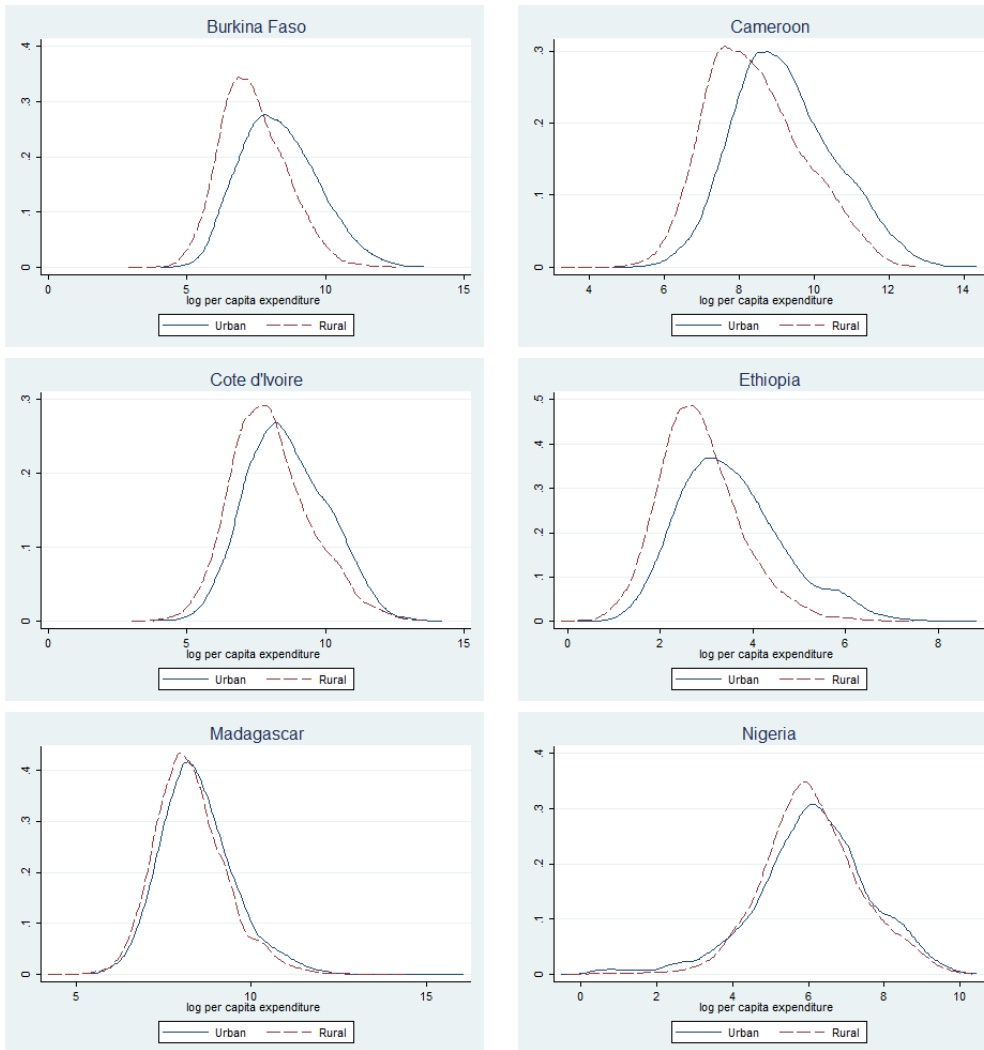 Burkina Faso
.4
.3
.2
.1
0
0 5 10 15
log per capita expenditure
Urban Rural
Cameroon
.3
.2
.1
0
4 6 8 10 12 14
log per capita expenditure
Urban Rural
Cote d'Ivoire
.3
.2
.1
0
0 5 10 15
log per capita expenditure
Urban Rural
Ethiopia
.5
.4
.3
.2
.1
0
0 2 4 6 8
log per capita expenditure
Urban Rural
Madagascar
.4
.3
.2
.1
0
5 10 15
log per capita expenditure
Urban Rural
Nigeria
.4
.3
.2
.1
0
0 2 4 6 8 10
log per capita expenditure
Urban Rural